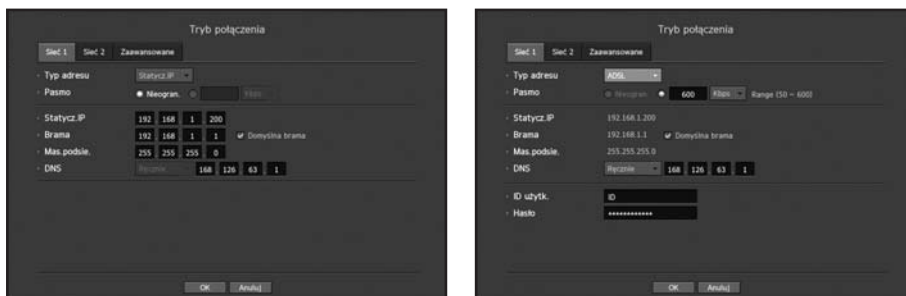 Tryb połączenia
Sieć 1 Sieć 2 Zaawansowane
Typ adresu Statycz.IP
Pasmo Nieogran. Kbps
Statycz.IP 192 168 1 200
Brama 192 168 1 1 Domyślna brama
Mas.podsie. 255 255 255 0
DNS Ręcznie 168 126 63 1
OK Anuluj
Tryb połączenia
Sieć 1 Sieć 2 Zaawansowane
Typ adresu ADSL
Pasmo Nieogran. 600 Kbps Range (50 ~ 600)
Statycz.IP 192.168.1.200
Brama 192.168.1.1 Domyślna brama
Mas.podsie. 255.255.255.0
DNS Ręcznie 168 126 63 1
ID użytk. ID
Hasło ************
OK Anuluj